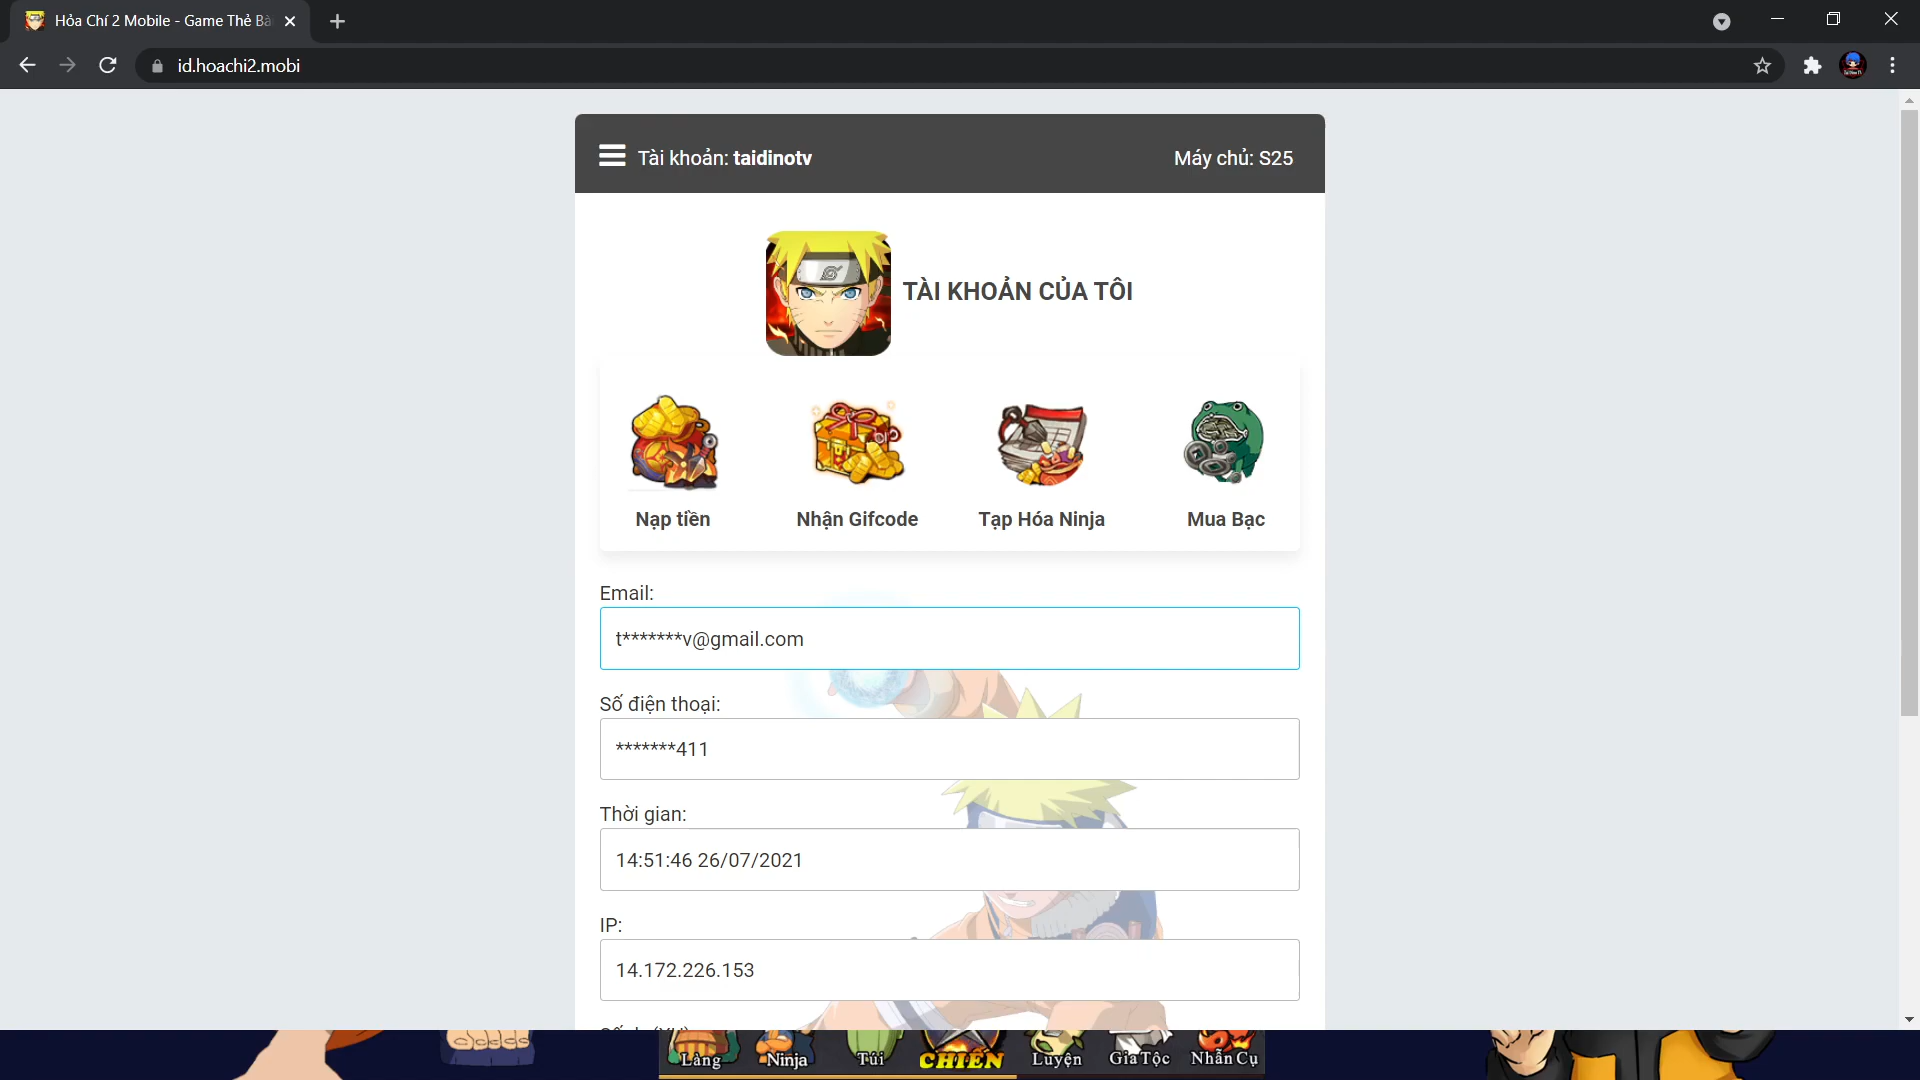 Hỏa Chí 2 Mobile - Game Thẻ Bà
id.hoachi2.mobi
Tài khoản: taidinotv
Máy chủ: S25
TÀI KHOẢN CỦA TÔI
Nạp tiền
Nhận Gifcode
Tạp Hóa Ninja
Mua Bạc
Email:
t*******v@gmail.com
Số điện thoại:
*******411
Thời gian:
14:51:46 26/07/2021
IP:
14.172.226.153
Làng
Ninja
Túi
CHIẾN
Luyện
Gia Tộc
Nhẫn Cụ